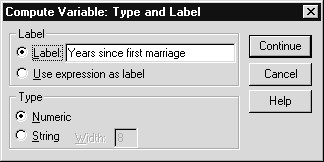 Compute Variable: Type and Label
Label
Label: Years since first marriage
Use expression as label
Type
Numeric
String Width: 8
Continue
Cancel
Help